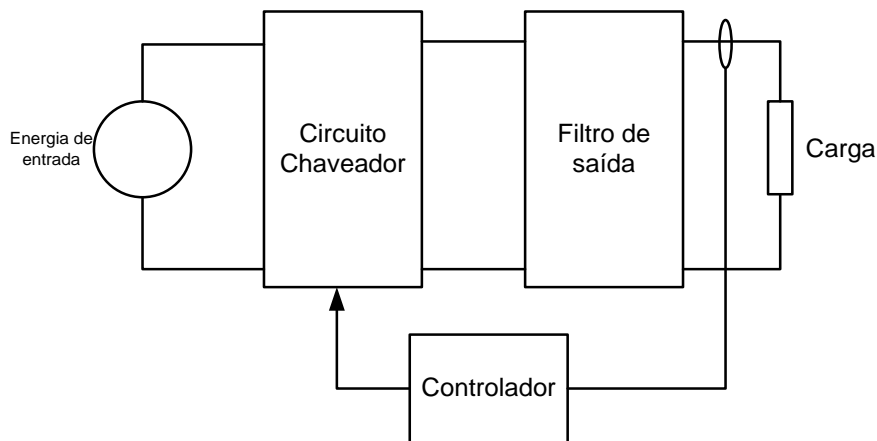 Energia de
entrada
Circuito
Chaveador
Filtro de
saída
Carga
Controlador